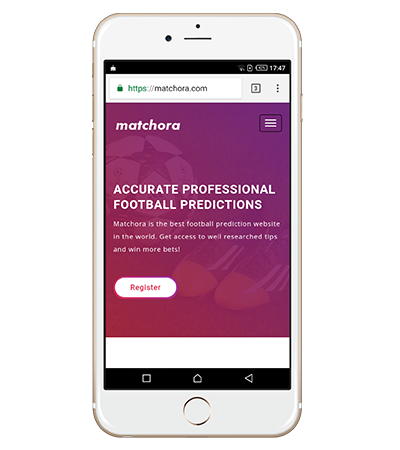 17:47
https://matchora.com
3
matchora
ACCURATE PROFESSIONAL
FOOTBALL PREDICTIONS
Matchora is the best football prediction website
in the world. Get access to well researched tips
and win more bets!
Register